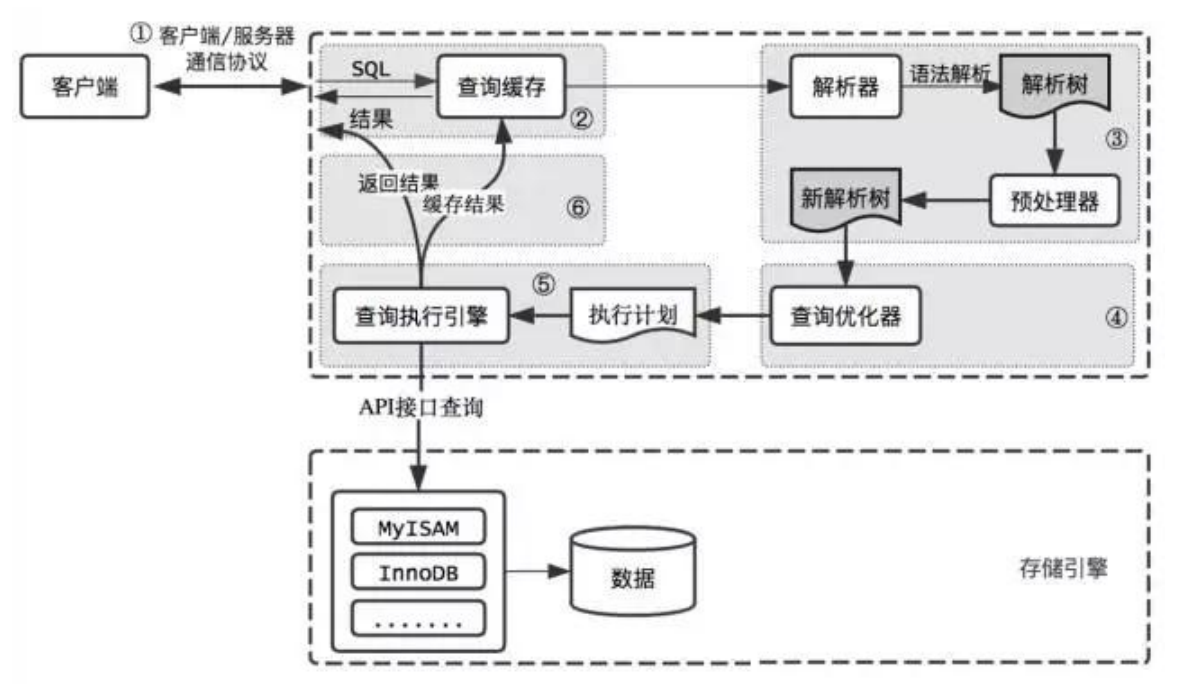 ① 客户端/服务器
通信协议
客户端
SQL
查询缓存
结果
②
解析器
语法解析
解析树
③
返回结果
缓存结果
⑥
新解析树
预处理器
⑤
查询执行引擎
执行计划
查询优化器
④
API接口查询
MyISAM
InnoDB
.......
数据
存储引擎